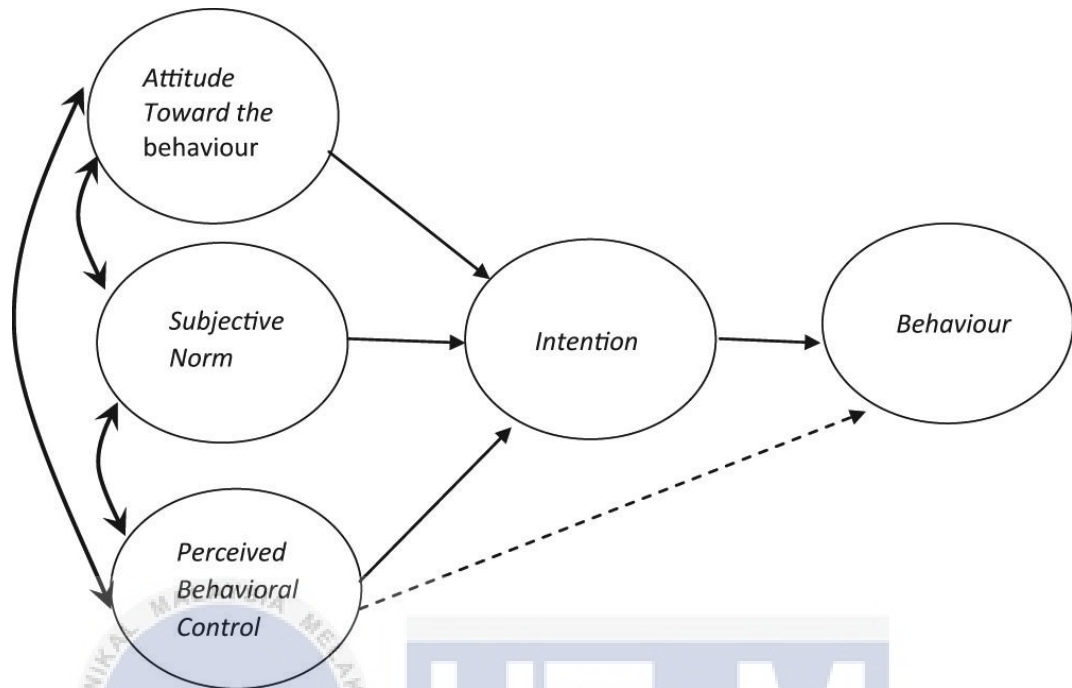 Attitude
Toward the
behaviour
Subjective
Norm
Intention
Behaviour
Perceived
Behavioral
Control